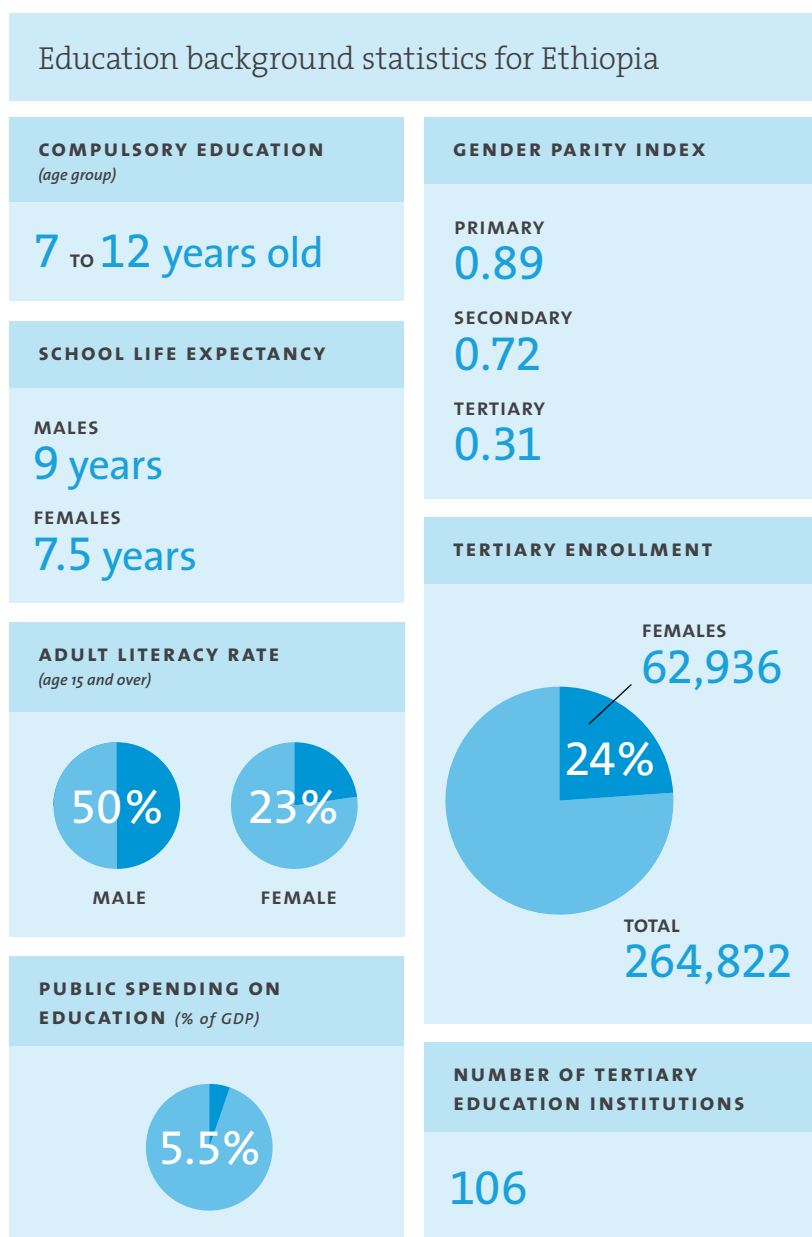 Education background statistics for Ethiopia
COMPULSORY EDUCATION
(age group)
7 TO 12 years old
SCHOOL LIFE EXPECTANCY
MALES
9 years
FEMALES
7.5 years
ADULT LITERACY RATE
(age 15 and over)
50%
23%
MALE
FEMALE
PUBLIC SPENDING ON
EDUCATION (% of GDP)
5.5%
GENDER PARITY INDEX
PRIMARY
0.89
SECONDARY
0.72
TERTIARY
0.31
TERTIARY ENROLLMENT
FEMALES
62,936
24%
TOTAL
264,822
NUMBER OF TERTIARY
EDUCATION INSTITUTIONS
106